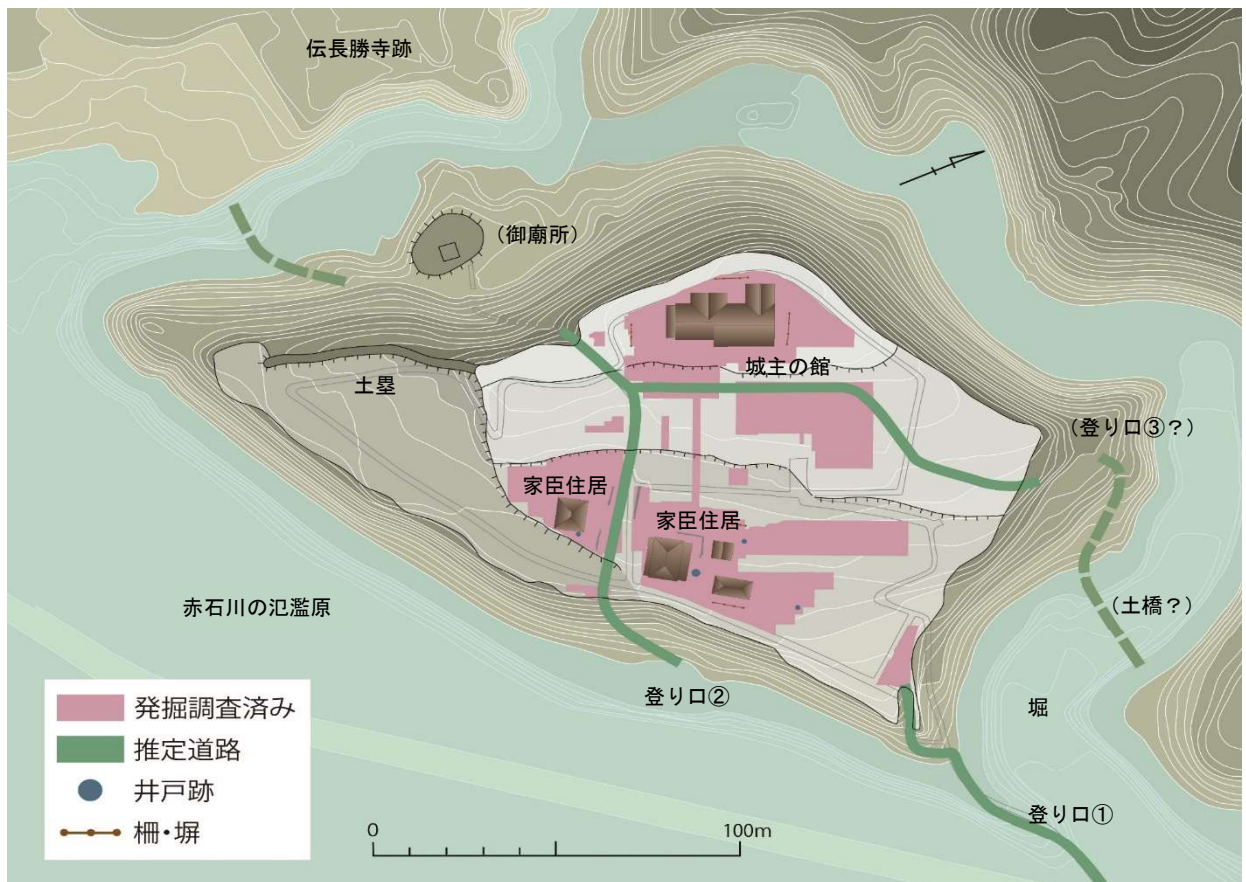 伝長勝寺跡
（御廟所）
城主の館
土塁
（登り口③？）
家臣住居
家臣住居
赤石川の氾濫原
（土橋？）
登り口②
堀
登り口①
発掘調査済み
推定道路
井戸跡
柵・塀
0
100m